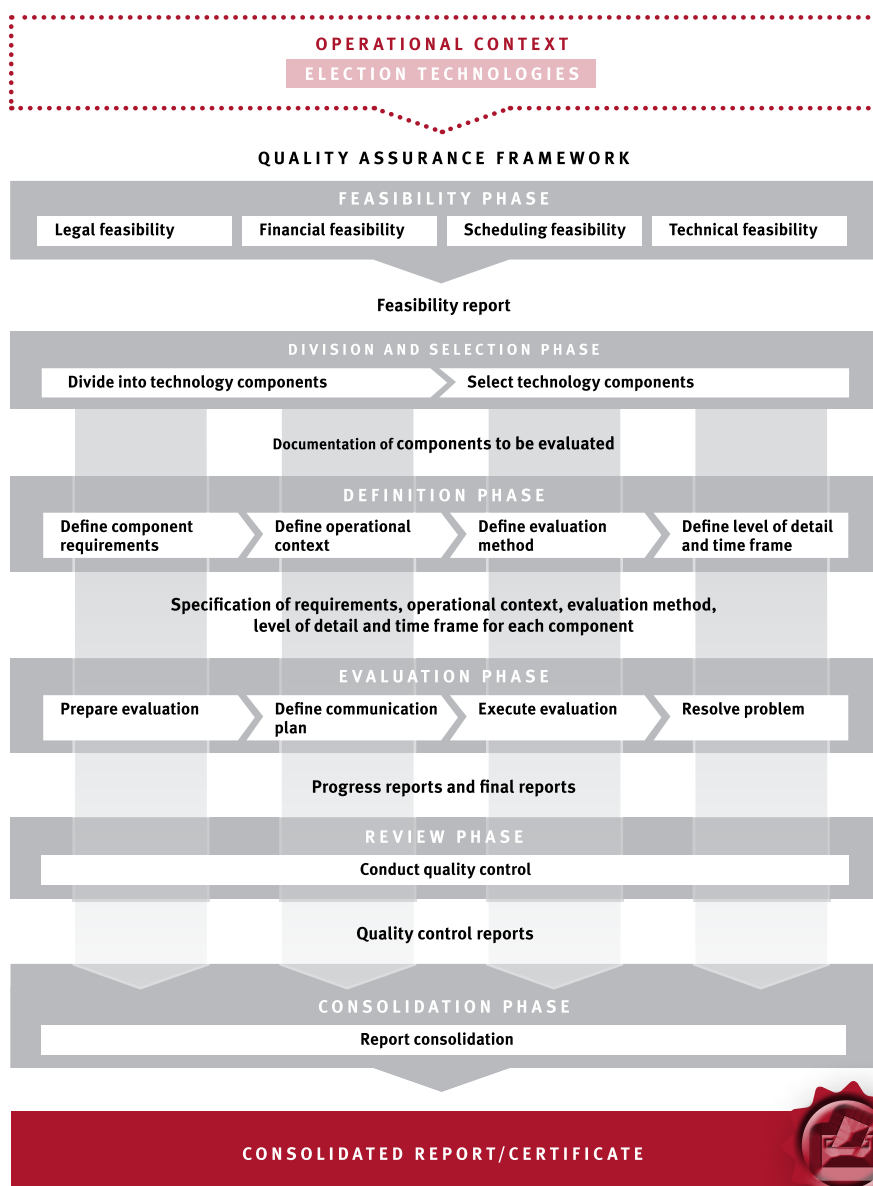 OPERATIONAL CONTEXT
ELECTION TECHNOLOGIES
QUALITY ASSURANCE FRAMEWORK
FEASIBILITY PHASE
Legal feasibility
Financial feasibility
Scheduling feasibility
Technical feasibility
Feasibility report
DIVISION AND SELECTION PHASE
Divide into technology components
Select technology components
Documentation of components to be evaluated
DEFINITION PHASE
Define component
requirements
Define operational
context
Define evaluation
method
Define level of detail
and time frame
Specification of requirements, operational context, evaluation method,
level of detail and time frame for each component
EVALUATION PHASE
Prepare evaluation
Define communication
plan
Execute evaluation
Resolve problem
Progress reports and final reports
REVIEW PHASE
Conduct quality control
Quality control reports
CONSOLIDATION PHASE
Report consolidation
CONSOLIDATED REPORT/CERTIFICATE